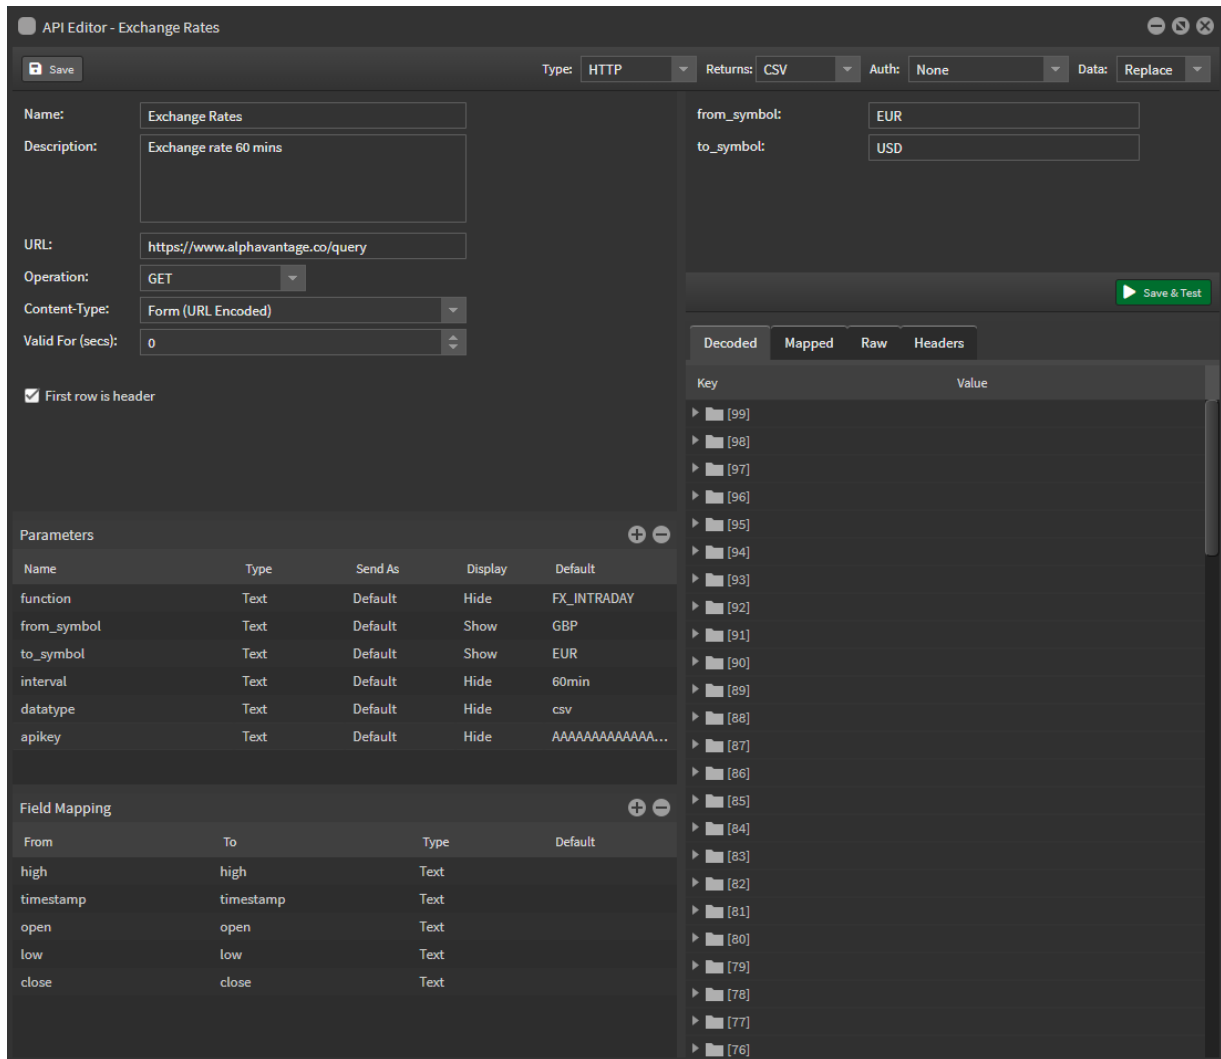 API Editor - Exchange Rates
Save
Type: HTTP Returns: CSV Auth: None Data: Replace
Name: Exchange Rates
Description: Exchange rate 60 mins
URL: https://www.alphavantage.co/query
Operation: GET
Content-Type: Form (URL Encoded)
Valid For (secs): 0
First row is header
Parameters
Name Type Send As Display Default
function Text Default Hide FX_INTRADAY
from_symbol Text Default Show GBP
to_symbol Text Default Show EUR
interval Text Default Hide 60min
datatype Text Default Hide csv
apikey Text Default Hide AAAAAAAAAAAAA...
Field Mapping
From To Type Default
high high Text
timestamp timestamp Text
open open Text
low low Text
close close Text
from_symbol: EUR
to_symbol: USD
Save & Test
Decoded Mapped Raw Headers
Key Value
[99]
[98]
[97]
[96]
[95]
[94]
[93]
[92]
[91]
[90]
[89]
[88]
[87]
[86]
[85]
[84]
[83]
[82]
[81]
[80]
[79]
[78]
[77]
[76]